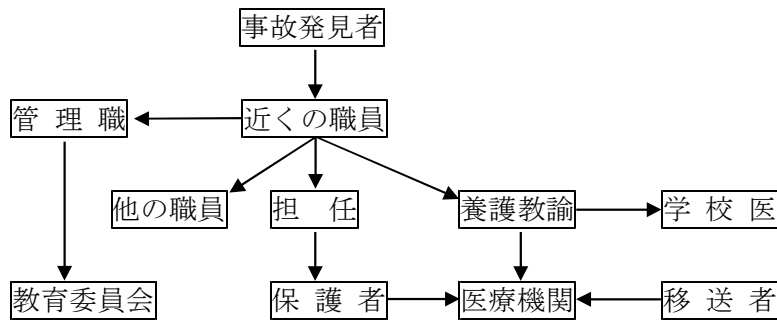 事故発見者
管理職
近くの職員
他の職員
担任
養護教諭
学校医
教育委員会
保護者
医療機関
移送者